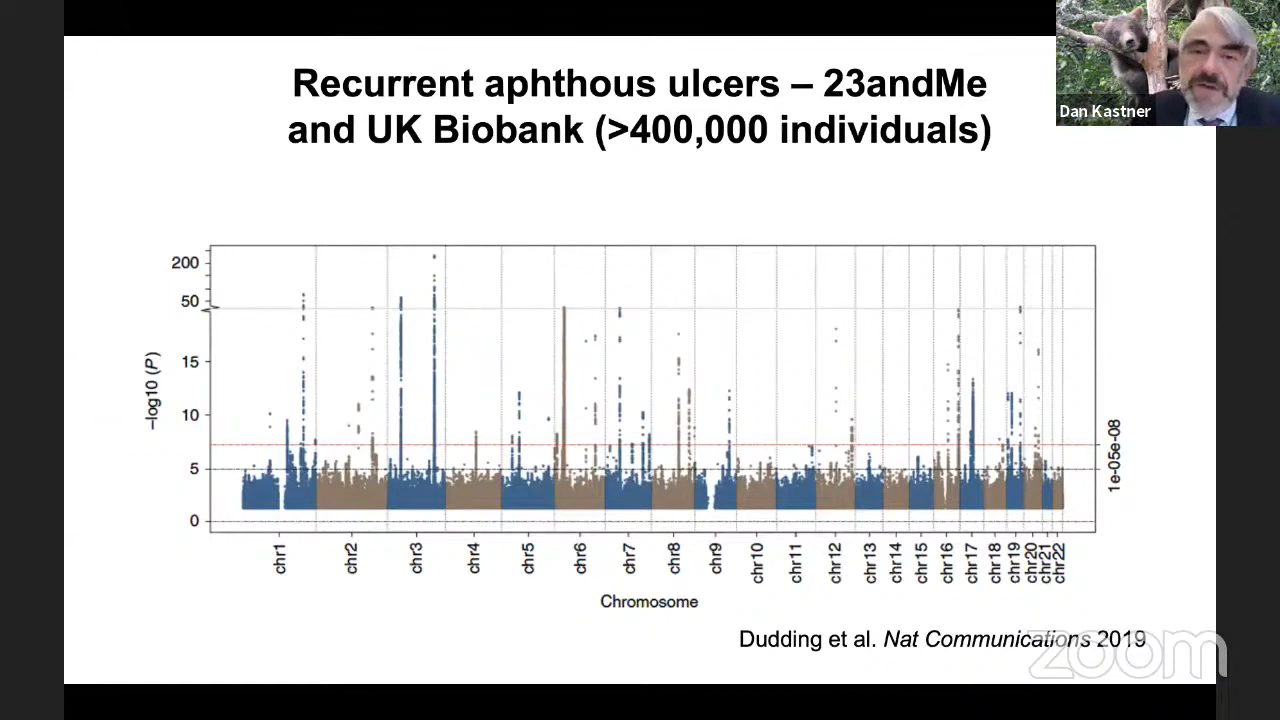 Recurrent aphthous ulcers – 23andMe
and UK Biobank (>400,000 individuals)
Dan Kastner
200
50
15
10
5
0
–log10 (P)
1e–05e–08
chr1
chr2
chr3
chr4
chr5
chr6
chr7
chr8
chr9
chr10
chr11
chr12
chr13
chr14
chr15
chr16
chr17
chr18
chr19
chr20
chr21
chr22
Chromosome
Dudding et al. Nat Communications 2019
zoom